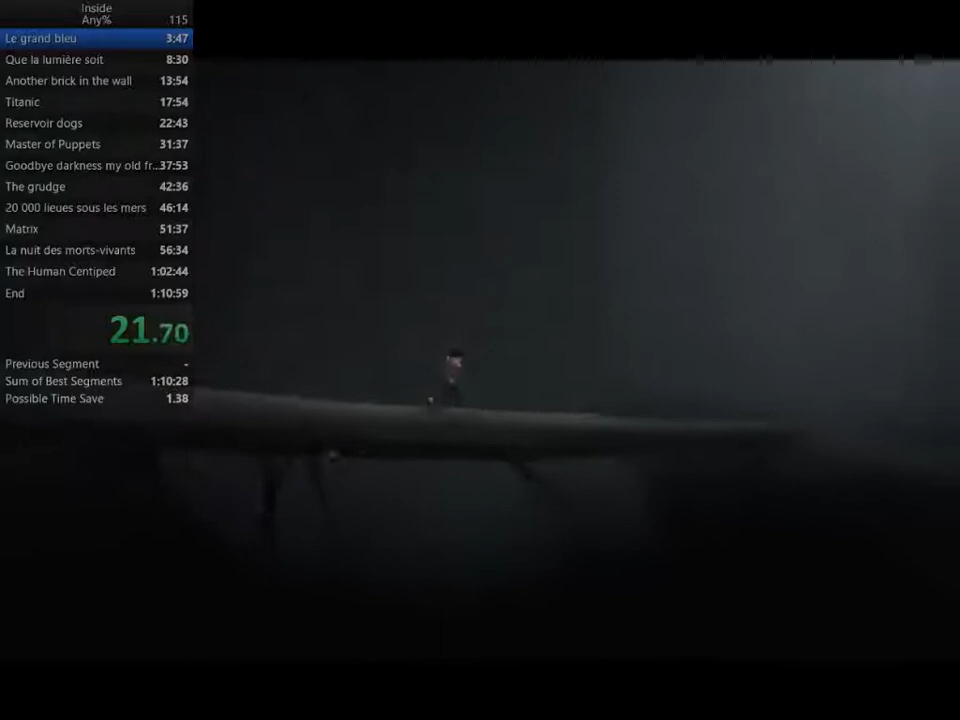 Inside
Any% 115
Le grand bleu 3:47
Que la lumière soit 8:30
Another brick in the wall 13:54
Titanic 17:54
Reservoir dogs 22:43
Master of Puppets 31:37
Goodbye darkness my old fr... 37:53
The grudge 42:36
20 000 lieues sous les mers 46:14
Matrix 51:37
La nuit des morts-vivants 56:34
The Human Centiped 1:02:44
End 1:10:59
21.70
Previous Segment -
Sum of Best Segments 1:10:28
Possible Time Save 1.38